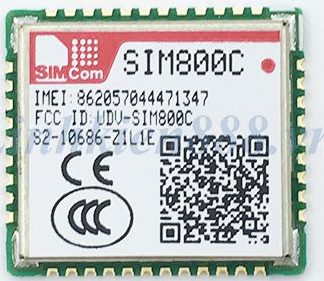 SIMCom
SIM800C
IMEI: 862057044471347
FCC ID: UDV-SIM800C
S2-10686-Z1L1E
CE
CCC